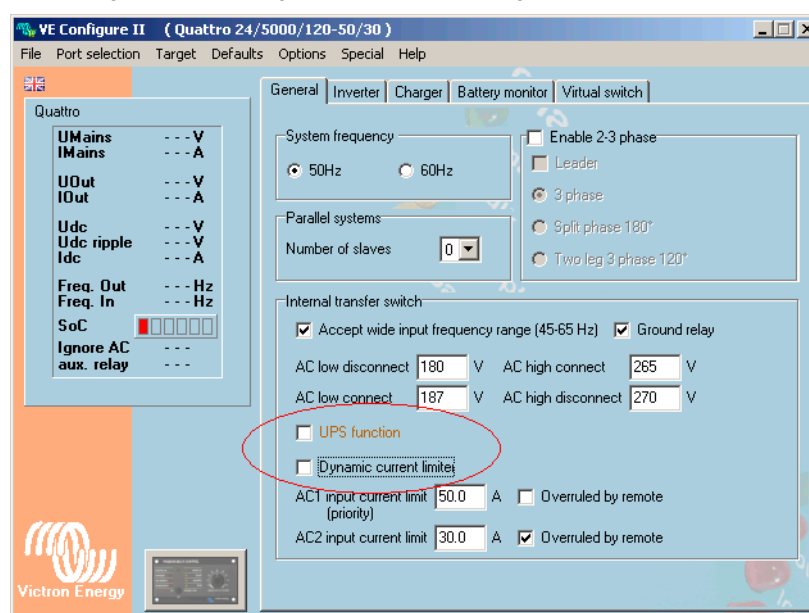 VE Configure II ( Quattro 24/5000/120-50/30 )
File Port selection Target Defaults Options Special Help
Quattro
UMains - - - V
IMains - - - A
UOut - - - V
IOut - - - A
Udc - - - V
Udc ripple - - - V
Idc - - - A
Freq. Out - - - Hz
Freq. In - - - Hz
SoC
Ignore AC - - -
aux. relay - - -
Victron Energy
General Inverter Charger Battery monitor Virtual switch
System frequency
50Hz 60Hz
Parallel systems
Number of slaves 0
Enable 2-3 phase
Leader
3 phase
Split phase 180°
Two leg 3 phase 120°
Internal transfer switch
Accept wide input frequency range (45-65 Hz) Ground relay
AC low disconnect 180 V AC high connect 265 V
AC low connect 187 V AC high disconnect 270 V
UPS function
Dynamic current limiter
AC1 input current limit 50.0 A Overruled by remote
(priority)
AC2 input current limit 30.0 A Overruled by remote